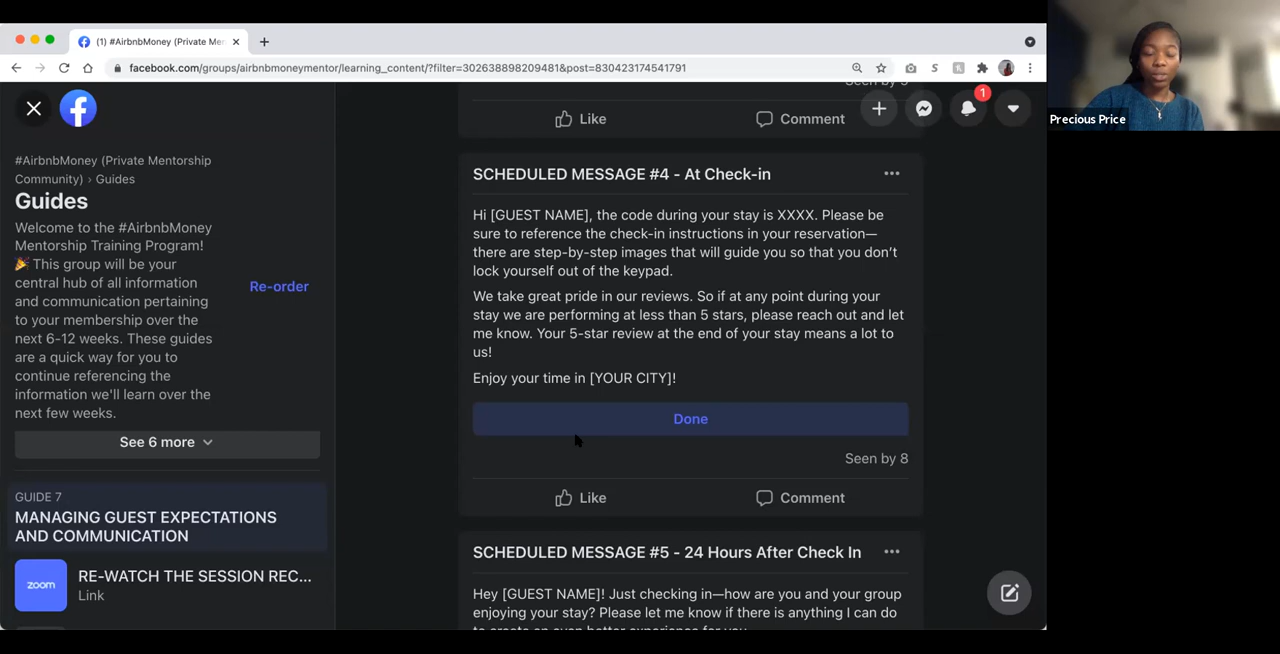 (1) #AirbnbMoney (Private Mer
facebook.com/groups/airbnbmoneymentor/learning_content/?filter=302638898209481&post=830423174541791
Precious Price
1
Like
Comment
#AirbnbMoney (Private Mentorship
Community) › Guides
Guides
Welcome to the #AirbnbMoney
Mentorship Training Program!
🎉 This group will be your
central hub of all information
and communication pertaining
to your membership over the
next 6-12 weeks. These guides
are a quick way for you to
continue referencing the
information we'll learn over the
next few weeks.
Re-order
See 6 more
GUIDE 7
MANAGING GUEST EXPECTATIONS
AND COMMUNICATION
zoom
RE-WATCH THE SESSION REC...
Link
SCHEDULED MESSAGE #4 - At Check-in
Hi [GUEST NAME], the code during your stay is XXXX. Please be
sure to reference the check-in instructions in your reservation—
there are step-by-step images that will guide you so that you don’t
lock yourself out of the keypad.
We take great pride in our reviews. So if at any point during your
stay we are performing at less than 5 stars, please reach out and let
me know. Your 5-star review at the end of your stay means a lot to
us!
Enjoy your time in [YOUR CITY]!
Done
Seen by 8
Like
Comment
SCHEDULED MESSAGE #5 - 24 Hours After Check In
Hey [GUEST NAME]! Just checking in—how are you and your group
enjoying your stay? Please let me know if there is anything I can do